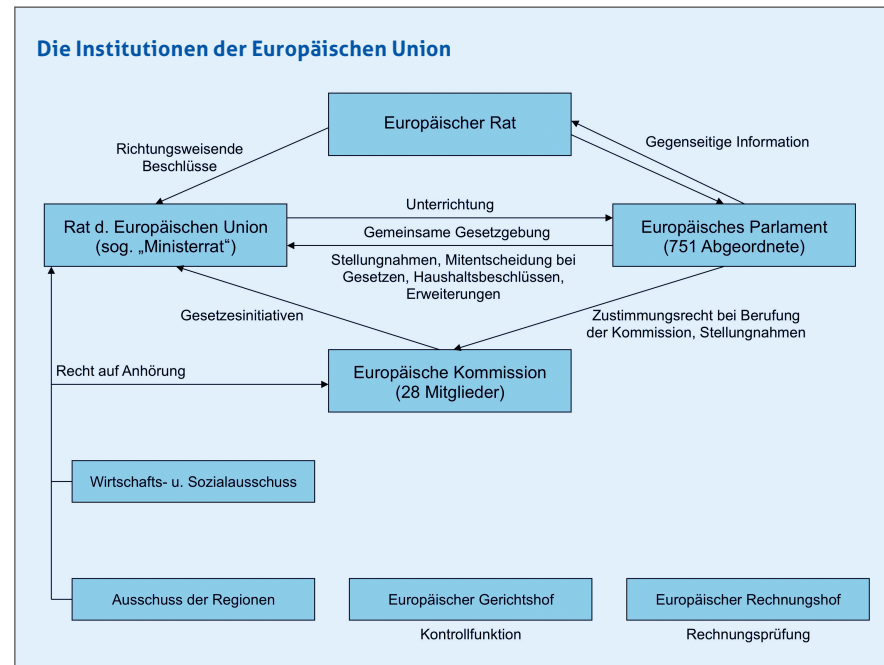 Die Institutionen der Europäischen Union
Europäischer Rat
Richtungsweisende
Beschlüsse
Gegenseitige Information
Rat d. Europäischen Union
(sog. „Ministerrat“)
Unterrichtung
Gemeinsame Gesetzgebung
Stellungnahmen, Mitentscheidung bei
Gesetzen, Haushaltsbeschlüssen,
Erweiterungen
Europäisches Parlament
(751 Abgeordnete)
Gesetzesinitiativen
Zustimmungsrecht bei Berufung
der Kommission, Stellungnahmen
Europäische Kommission
(28 Mitglieder)
Recht auf Anhörung
Wirtschafts- u. Sozialausschuss
Ausschuss der Regionen
Europäischer Gerichtshof
Europäischer Rechnungshof
Kontrollfunktion
Rechnungsprüfung